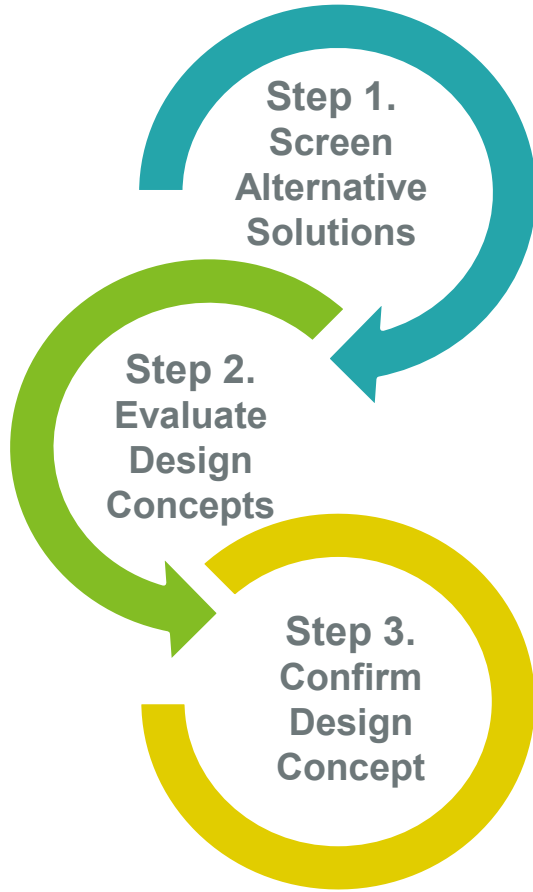 Step 1.
Screen
Alternative
Solutions
Step 2.
Evaluate
Design
Concepts
Step 3.
Confirm
Design
Concept